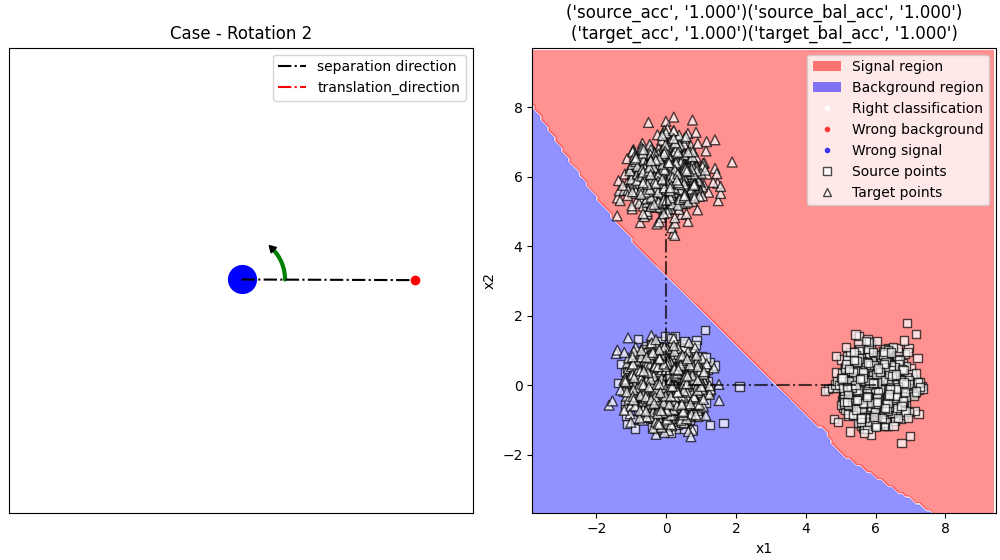 Case - Rotation 2
separation direction
translation_direction
('source_acc', '1.000')('source_bal_acc', '1.000')
('target_acc', '1.000')('target_bal_acc', '1.000')
Signal region
Background region
Right classification
Wrong background
Wrong signal
Source points
Target points
x2
8
6
4
2
0
−2
−2
0
2
4
6
8
x1